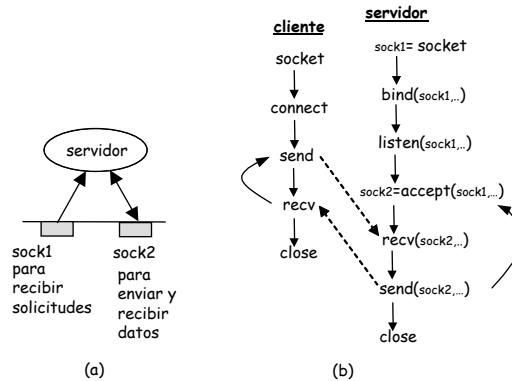 servidor
sock1
para
recibir
solicitudes
sock2
para
enviar y
recibir
datos
(a)
cliente
socket
connect
send
recv
close
servidor
sock1= socket
bind(sock1,..)
listen(sock1,..)
sock2=accept(sock1,...)
recv(sock2,..)
send(sock2,...)
close
(b)